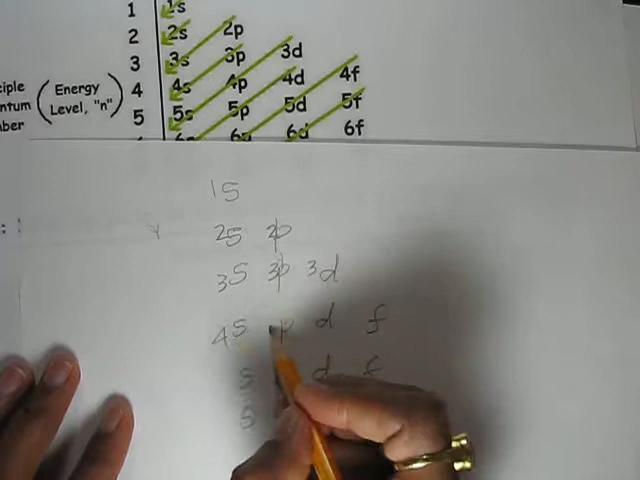 1 1s
2 2s 2p
3 3s 3p 3d
4 4s 4p 4d 4f
5 5s 5p 5d 5f
6d 6f
(Energy Level, "n")
1s
2s 2p
3s 3p 3d
4s p d f
s d f
s